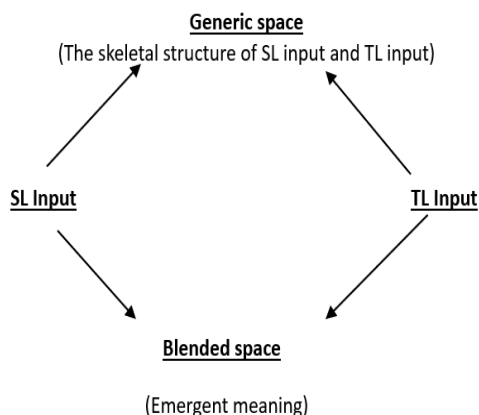 Generic space
(The skeletal structure of SL input and TL input)
SL Input
TL Input
Blended space
(Emergent meaning)